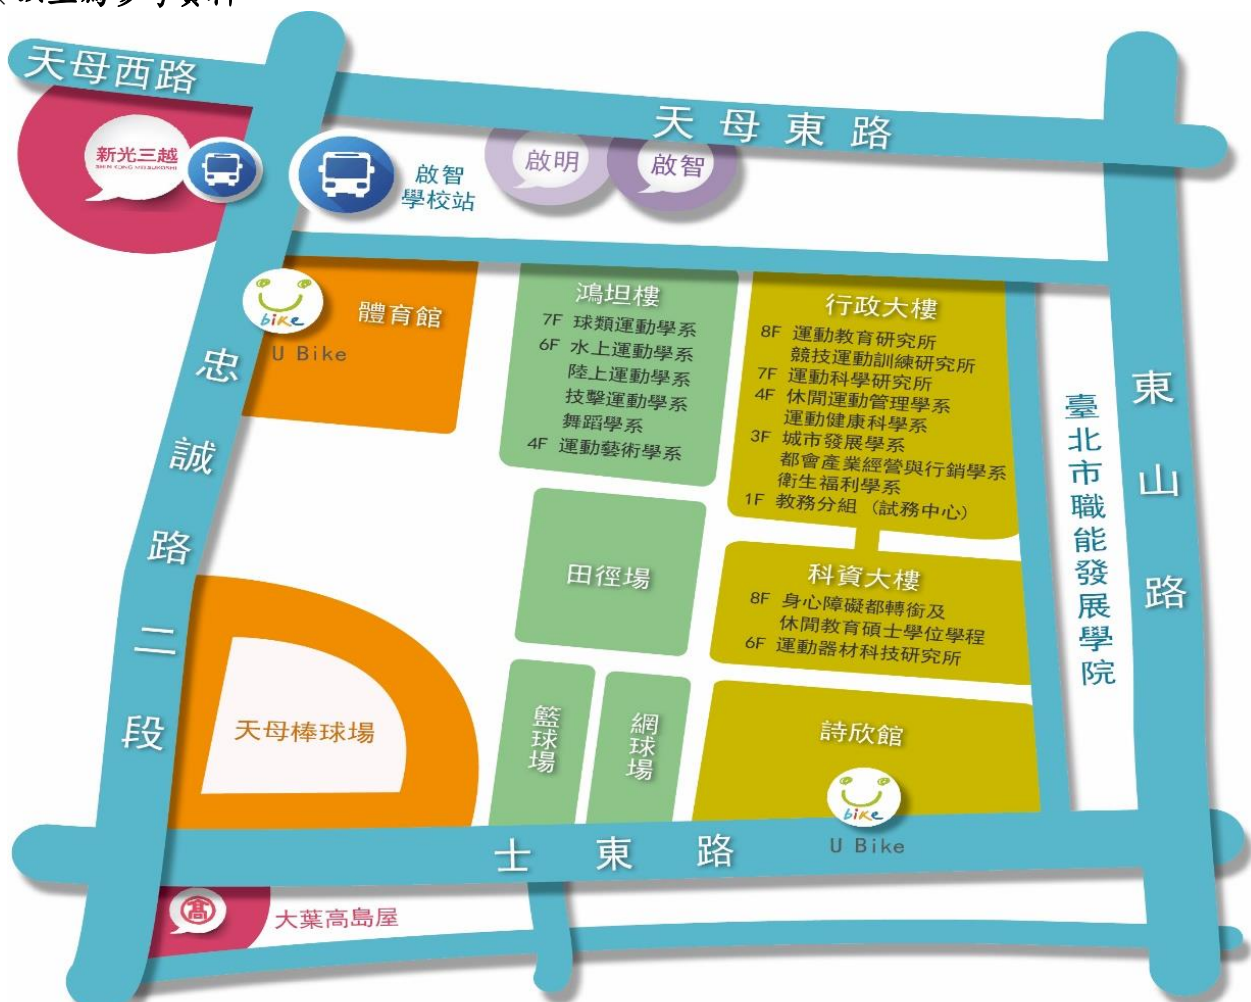 天母西路
天母東路
新光三越
SHIN KONG MITSUKOSHI
啟智
學校站
啟明
啟智
bike
U Bike
體育館
鴻坦樓
7F 球類運動學系
6F 水上運動學系
陸上運動學系
技擊運動學系
舞蹈學系
4F 運動藝術學系
行政大樓
8F 運動教育研究所
競技運動訓練研究所
7F 運動科學研究所
4F 休閒運動管理學系
運動健康科學系
3F 城市發展學系
都會產業經營與行銷學系
衛生福利學系
1F 教務分組 (試務中心)
忠誠路二段
東山路
臺北市職能發展學院
田徑場
科資大樓
8F 身心障礙都轉銜及
休閒教育碩士學位學程
6F 運動器材科技研究所
天母棒球場
籃球場
網球場
詩欣館
bike
U Bike
士東路
髙
大葉高島屋